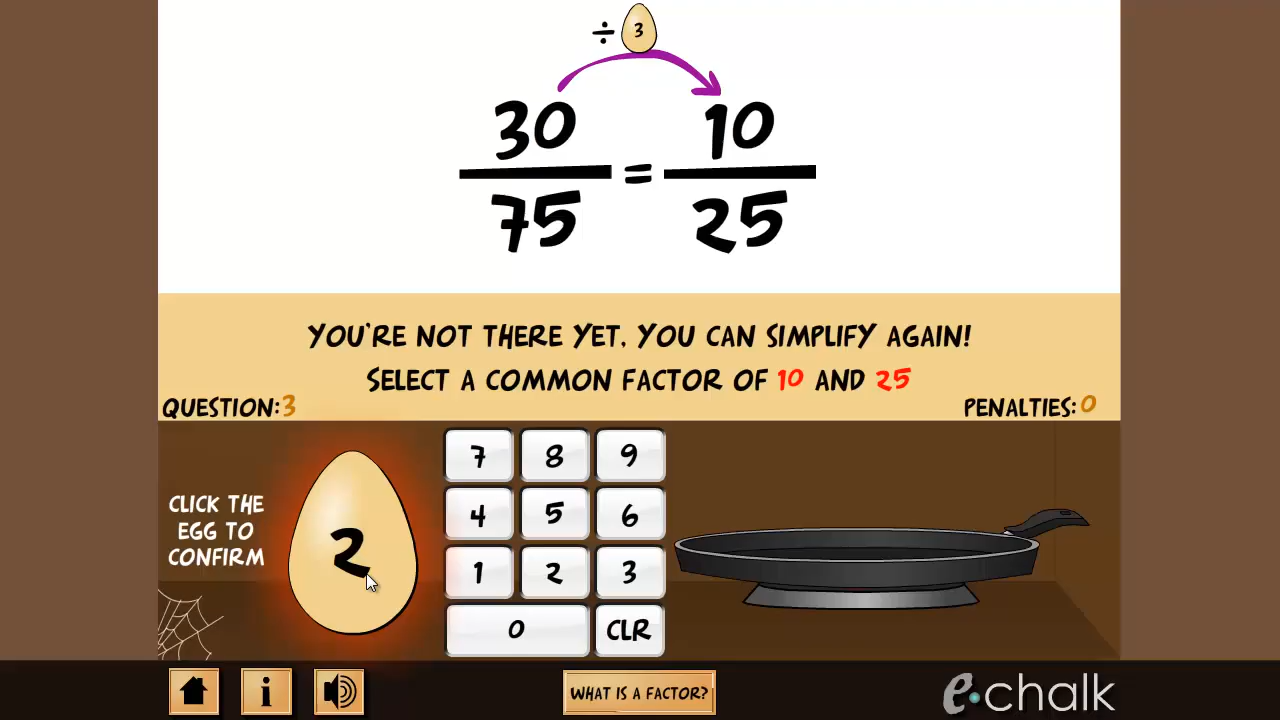 ÷ 3
30 = 10
75 25
YOU'RE NOT THERE YET, YOU CAN SIMPLIFY AGAIN!
SELECT A COMMON FACTOR OF 10 AND 25
QUESTION:3
PENALTIES:0
CLICK THE
EGG TO
CONFIRM
2
7 8 9
4 5 6
1 2 3
0 CLR
i
WHAT IS A FACTOR?
e·chalk